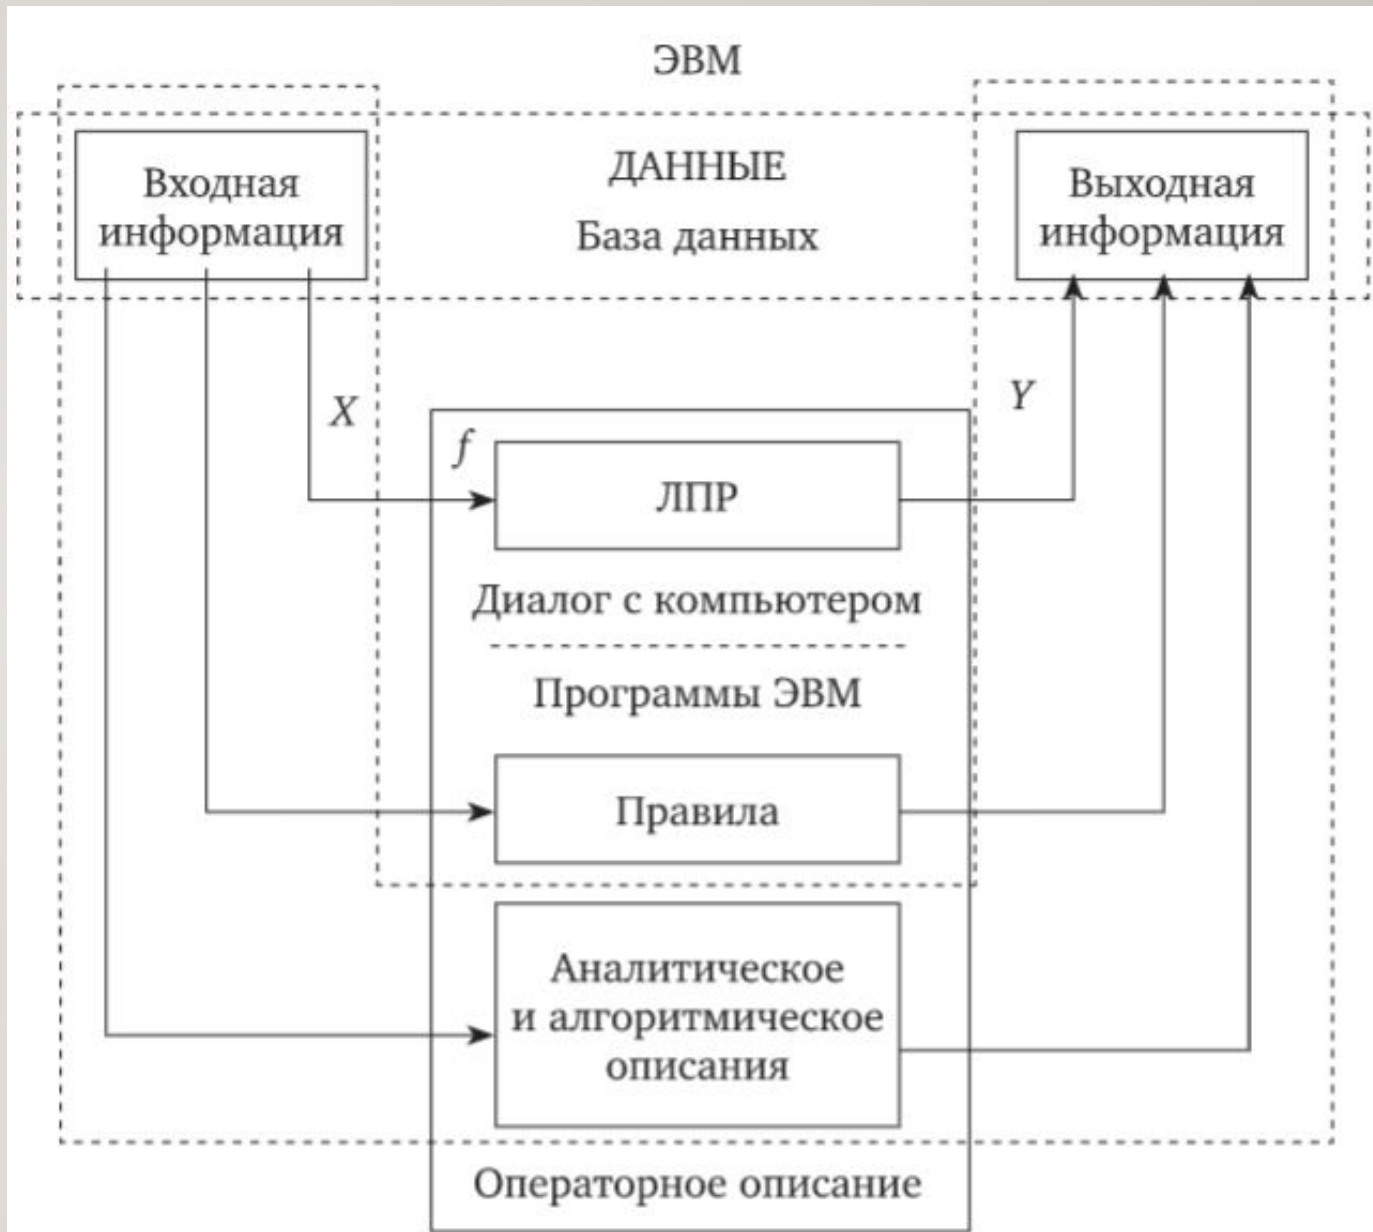 ЭВМ
Входная
информация
ДАННЫЕ
База данных
Выходная
информация
X
Y
f
ЛПР
Диалог с компьютером
Программы ЭВМ
Правила
Аналитическое
и алгоритмическое
описания
Операторное описание